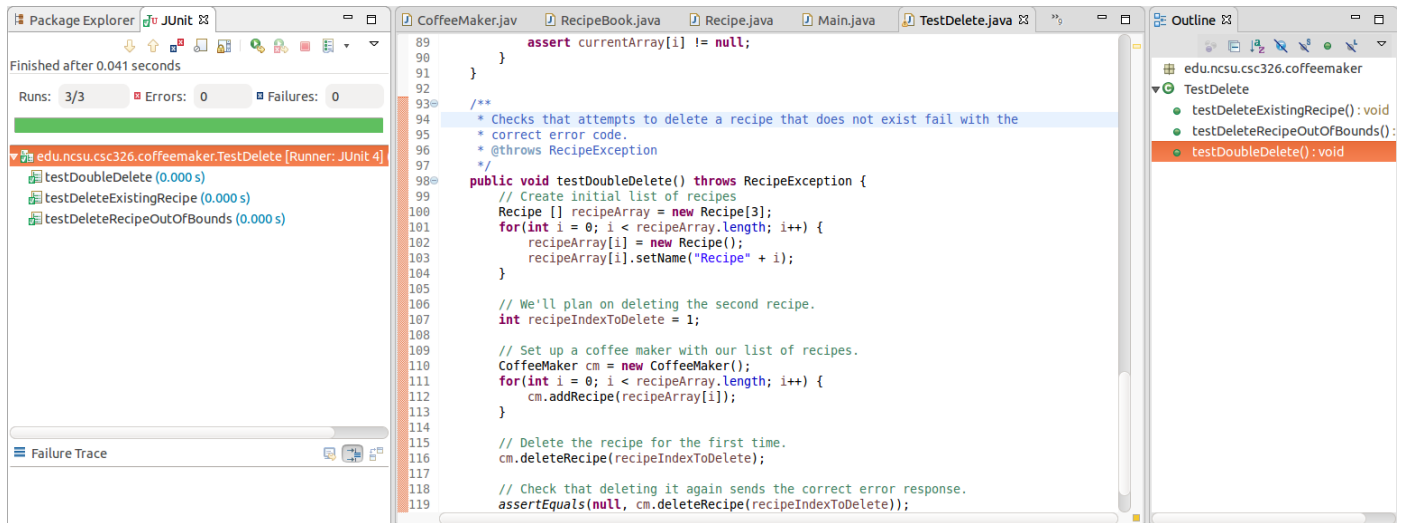 Package Explorer JUnit
Finished after 0.041 seconds
Runs: 3/3 Errors: 0 Failures: 0
edu.ncsu.csc326.coffeemaker.TestDelete [Runner: JUnit 4]
testDoubleDelete (0.000 s)
testDeleteExistingRecipe (0.000 s)
testDeleteRecipeOutOfBounds (0.000 s)
Failure Trace
CoffeeMaker.jav RecipeBook.java Recipe.java Main.java TestDelete.java »9
89 assert currentArray[i] != null;
90 }
91 }
92
93 /**
94 * Checks that attempts to delete a recipe that does not exist fail with the
95 * correct error code.
96 * @throws RecipeException
97 */
98 public void testDoubleDelete() throws RecipeException {
99 // Create initial list of recipes
100 Recipe [] recipeArray = new Recipe[3];
101 for(int i = 0; i < recipeArray.length; i++) {
102 recipeArray[i] = new Recipe();
103 recipeArray[i].setName("Recipe" + i);
104 }
105
106 // We'll plan on deleting the second recipe.
107 int recipeIndexToDelete = 1;
108
109 // Set up a coffee maker with our list of recipes.
110 CoffeeMaker cm = new CoffeeMaker();
111 for(int i = 0; i < recipeArray.length; i++) {
112 cm.addRecipe(recipeArray[i]);
113 }
114
115 // Delete the recipe for the first time.
116 cm.deleteRecipe(recipeIndexToDelete);
117
118 // Check that deleting it again sends the correct error response.
119 assertEquals(null, cm.deleteRecipe(recipeIndexToDelete));
Outline
edu.ncsu.csc326.coffeemaker
TestDelete
testDeleteExistingRecipe() : void
testDeleteRecipeOutOfBounds() :
testDoubleDelete() : void